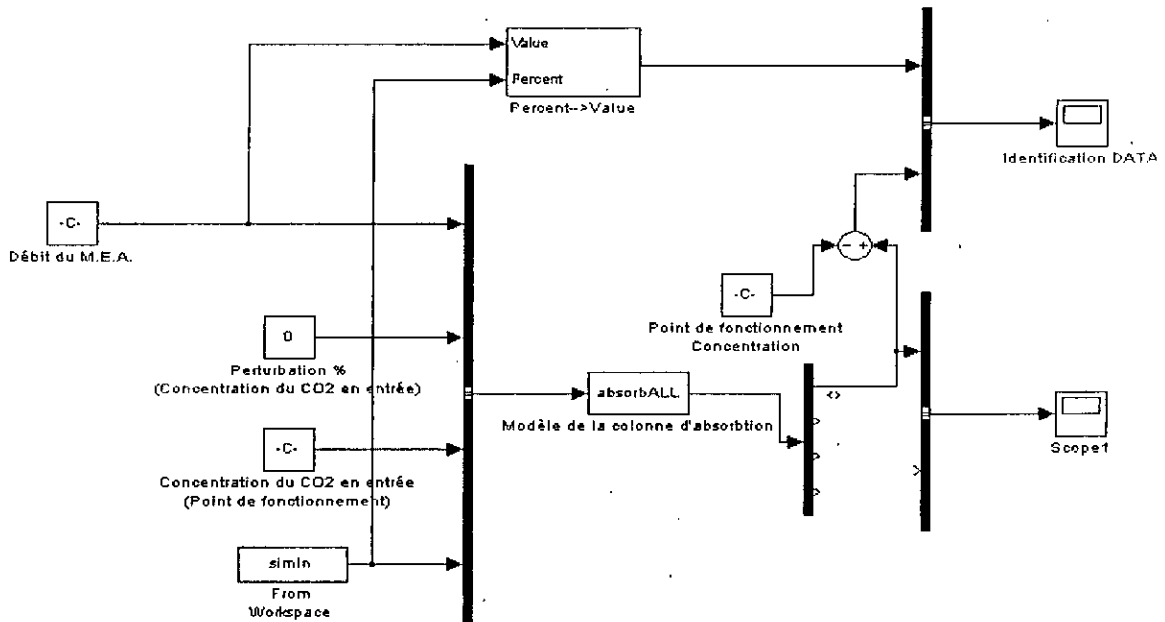 Value
Percent
Percent-->Value
Identification DATA
-C-
Débit du M.E.A.
- +
-C-
Point de fonctionnement
Concentration
0
Perturbation %
(Concentration du CO2 en entrée)
absorbALL
Modèle de la colonne d'absorbtion
<>
Scope1
-C-
Concentration du CO2 en entrée
(Point de fonctionnement)
simin
From
Workspace